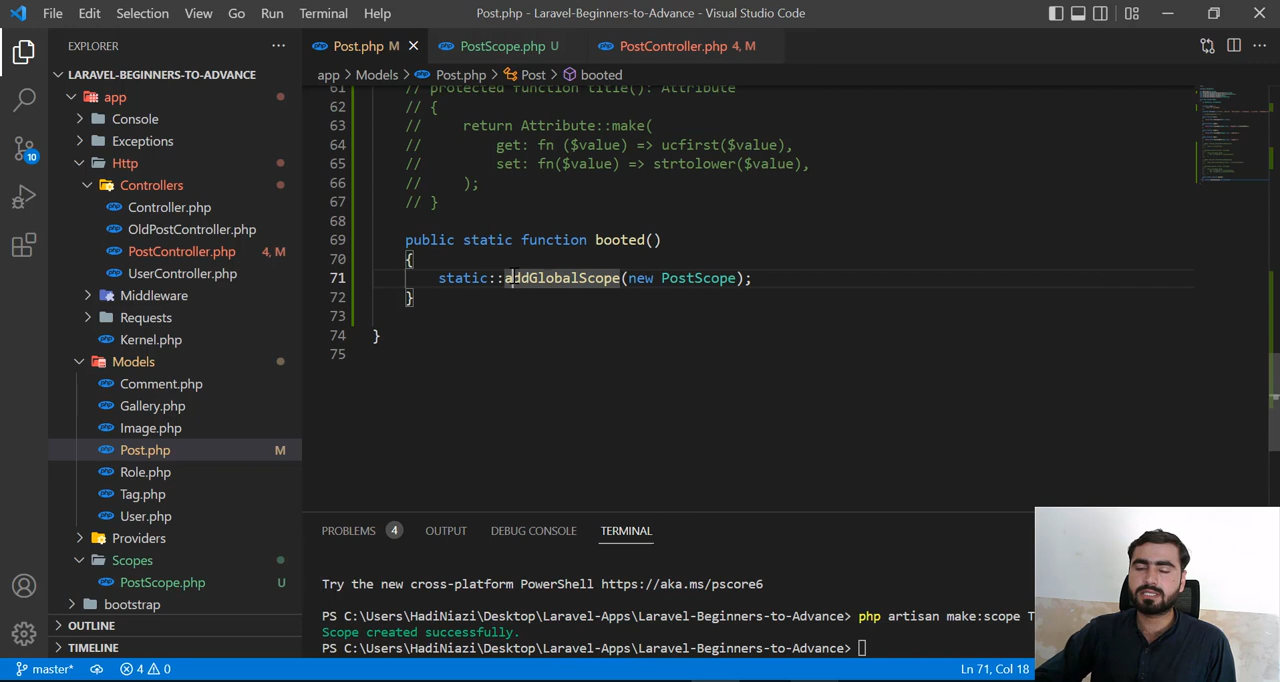 File Edit Selection View Go Run Terminal Help
Post.php - Laravel-Beginners-to-Advance - Visual Studio Code
EXPLORER
Post.php M
PostScope.php U
PostController.php 4, M
app > Models > Post.php > Post > booted
LARAVEL-BEGINNERS-TO-ADVANCE
app
Console
Exceptions
Http
Controllers
Controller.php
OldPostController.php
PostController.php 4, M
UserController.php
Middleware
Requests
Kernel.php
Models
Comment.php
Gallery.php
Image.php
Post.php M
Role.php
Tag.php
User.php
Providers
Scopes
PostScope.php U
bootstrap
OUTLINE
TIMELINE
10
61 // protected function title(): Attribute
62 // {
63 // return Attribute::make(
64 // get: fn ($value) => ucfirst($value),
65 // set: fn($value) => strtolower($value),
66 // );
67 // }
68
69 public static function booted()
70 {
71 static::addGlobalScope(new PostScope);
72 }
73
74 }
75
PROBLEMS 4 OUTPUT DEBUG CONSOLE TERMINAL
Try the new cross-platform PowerShell https://aka.ms/pscore6
PS C:\Users\HadiNiazi\Desktop\Laravel-Apps\Laravel-Beginners-to-Advance> php artisan make:scope T
Scope created successfully.
PS C:\Users\HadiNiazi\Desktop\Laravel-Apps\Laravel-Beginners-to-Advance>
master* 4 0
Ln 71, Col 18